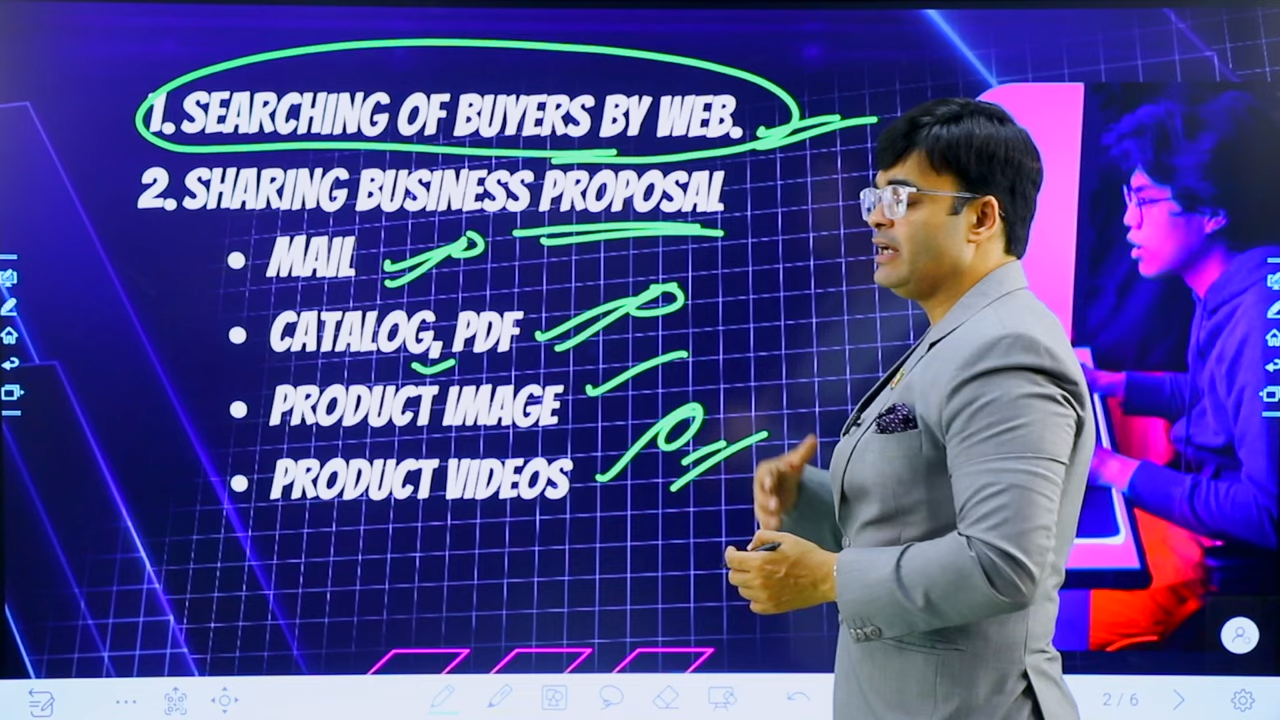 1. SEARCHING OF BUYERS BY WEB.
2. SHARING BUSINESS PROPOSAL
• MAIL
• CATALOG, PDF
• PRODUCT IMAGE
• PRODUCT VIDEOS
2/6